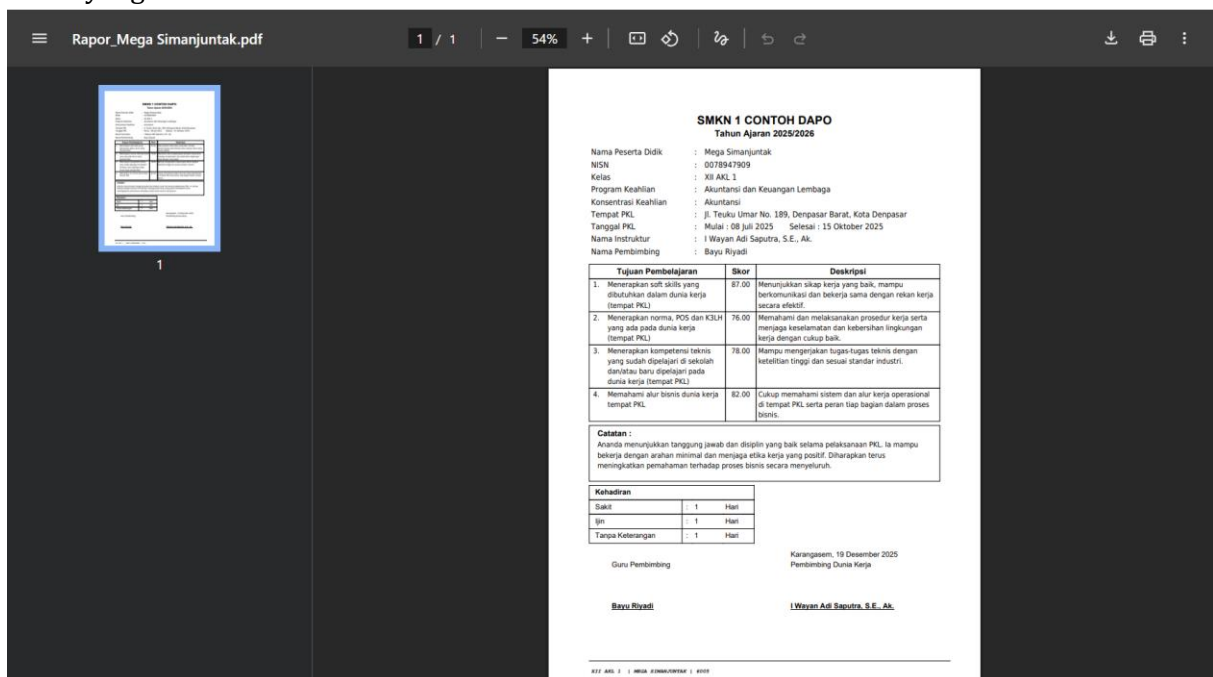 Rapor_Mega Simanjuntak.pdf
1 / 1
54%
1
SMKN 1 CONTOH DAPO
Tahun Ajaran 2025/2026
Nama Peserta Didik : Mega Simanjuntak
NISN : 0078947909
Kelas : XII AKL 1
Program Keahlian : Akuntansi dan Keuangan Lembaga
Konsentrasi Keahlian : Akuntansi
Tempat PKL : Jl. Teuku Umar No. 189, Denpasar Barat, Kota Denpasar
Tanggal PKL : Mulai : 08 Juli 2025 Selesai : 15 Oktober 2025
Nama Instruktur : I Wayan Adi Saputra, S.E., Ak.
Nama Pembimbing : Bayu Riyadi
Tujuan Pembelajaran Skor Deskripsi
1. Menerapkan soft skills yang dibutuhkan dalam dunia kerja (tempat PKL) 87.00 Menunjukkan sikap kerja yang baik, mampu berkomunikasi dan bekerja sama dengan rekan kerja secara efektif.
2. Menerapkan norma, POS dan K3LH yang ada pada dunia kerja (tempat PKL) 76.00 Memahami dan melaksanakan prosedur kerja serta menjaga keselamatan dan kebersihan lingkungan kerja dengan cukup baik.
3. Menerapkan kompetensi teknis yang sudah dipelajari di sekolah dan/atau baru dipelajari pada dunia kerja (tempat PKL) 78.00 Mampu mengerjakan tugas-tugas teknis dengan ketelitian tinggi dan sesuai standar industri.
4. Memahami alur bisnis dunia kerja tempat PKL 82.00 Cukup memahami sistem dan alur kerja operasional di tempat PKL serta peran tiap bagian dalam proses bisnis.
Catatan :
Ananda menunjukkan tanggung jawab dan disiplin yang baik selama pelaksanaan PKL. Ia mampu
bekerja dengan arahan minimal dan menjaga etika kerja yang positif. Diharapkan terus
meningkatkan pemahaman terhadap proses bisnis secara menyeluruh.
Kehadiran
Sakit : 1 Hari
Ijin : 1 Hari
Tanpa Keterangan : 1 Hari
Karangasem, 19 Desember 2025
Guru Pembimbing Pembimbing Dunia Kerja
Bayu Riyadi I Wayan Adi Saputra, S.E., Ak.
XII AKL 1 | MEGA SIMANJUNTAK |